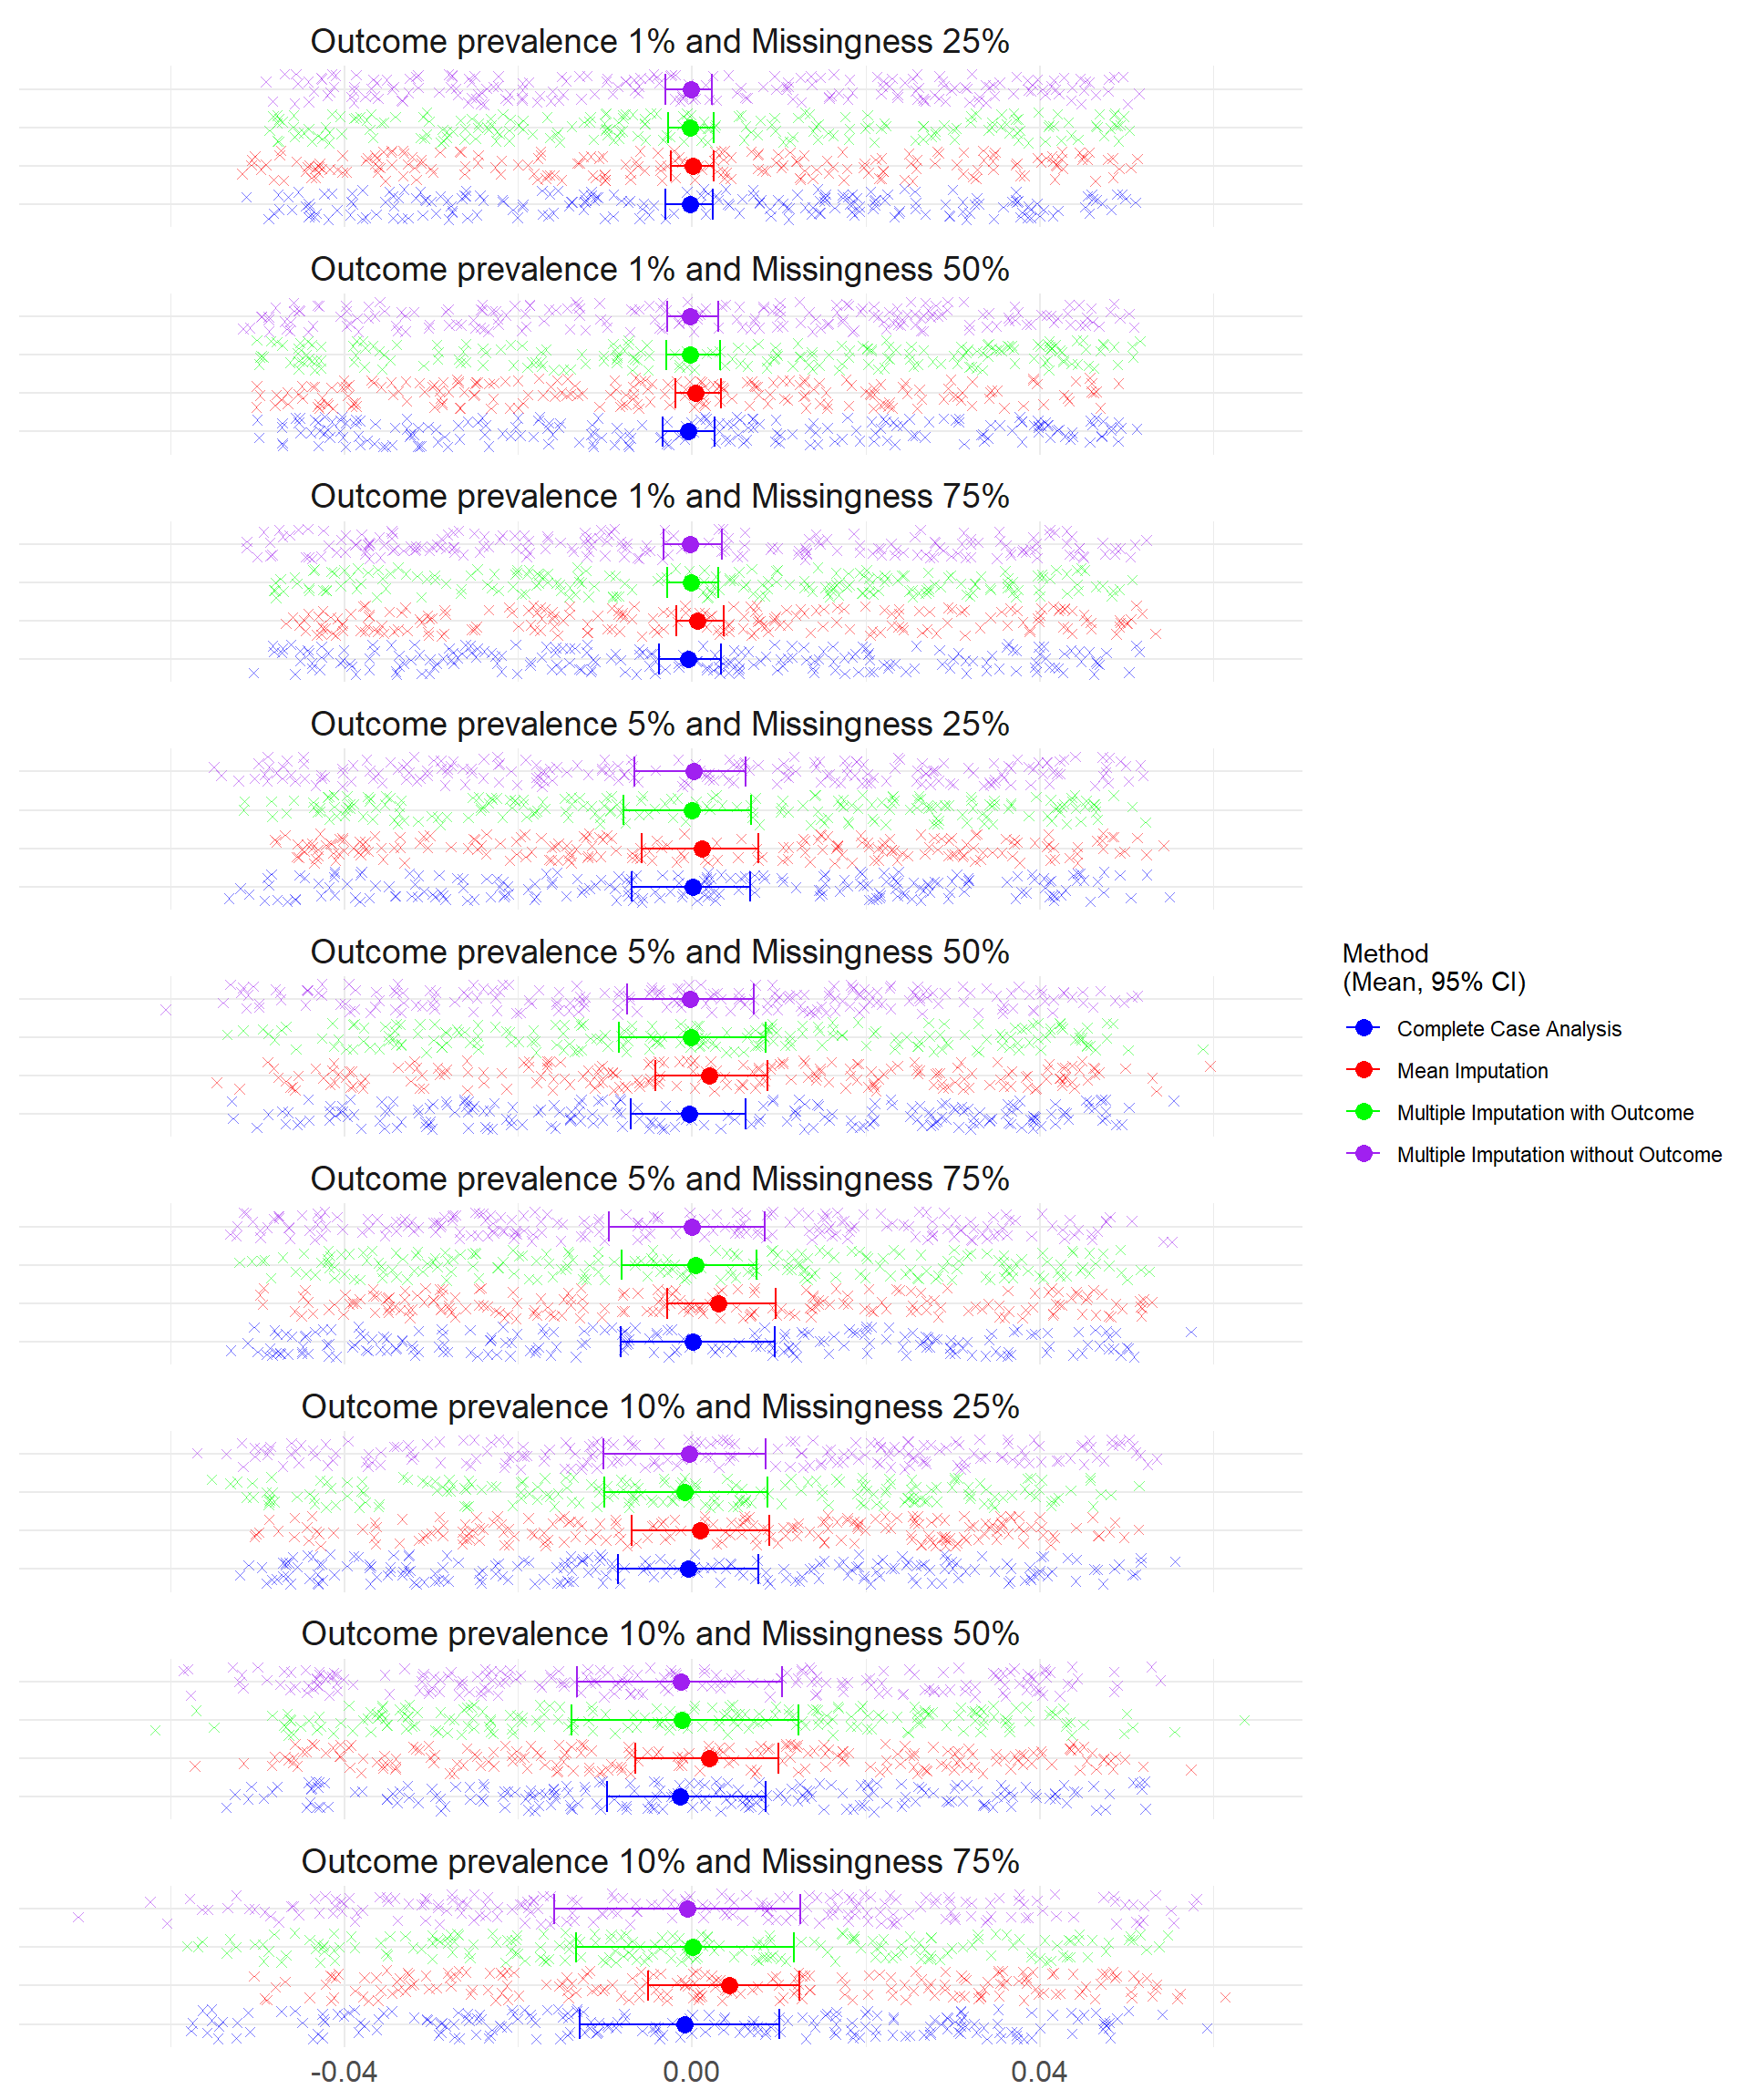 Outcome prevalence 1% and Missingness 25%
Outcome prevalence 1% and Missingness 50%
Outcome prevalence 1% and Missingness 75%
Outcome prevalence 5% and Missingness 25%
Outcome prevalence 5% and Missingness 50%
Outcome prevalence 5% and Missingness 75%
Outcome prevalence 10% and Missingness 25%
Outcome prevalence 10% and Missingness 50%
Outcome prevalence 10% and Missingness 75%
-0.04 0.00 0.04
Method
(Mean, 95% CI)
Complete Case Analysis
Mean Imputation
Multiple Imputation with Outcome
Multiple Imputation without Outcome